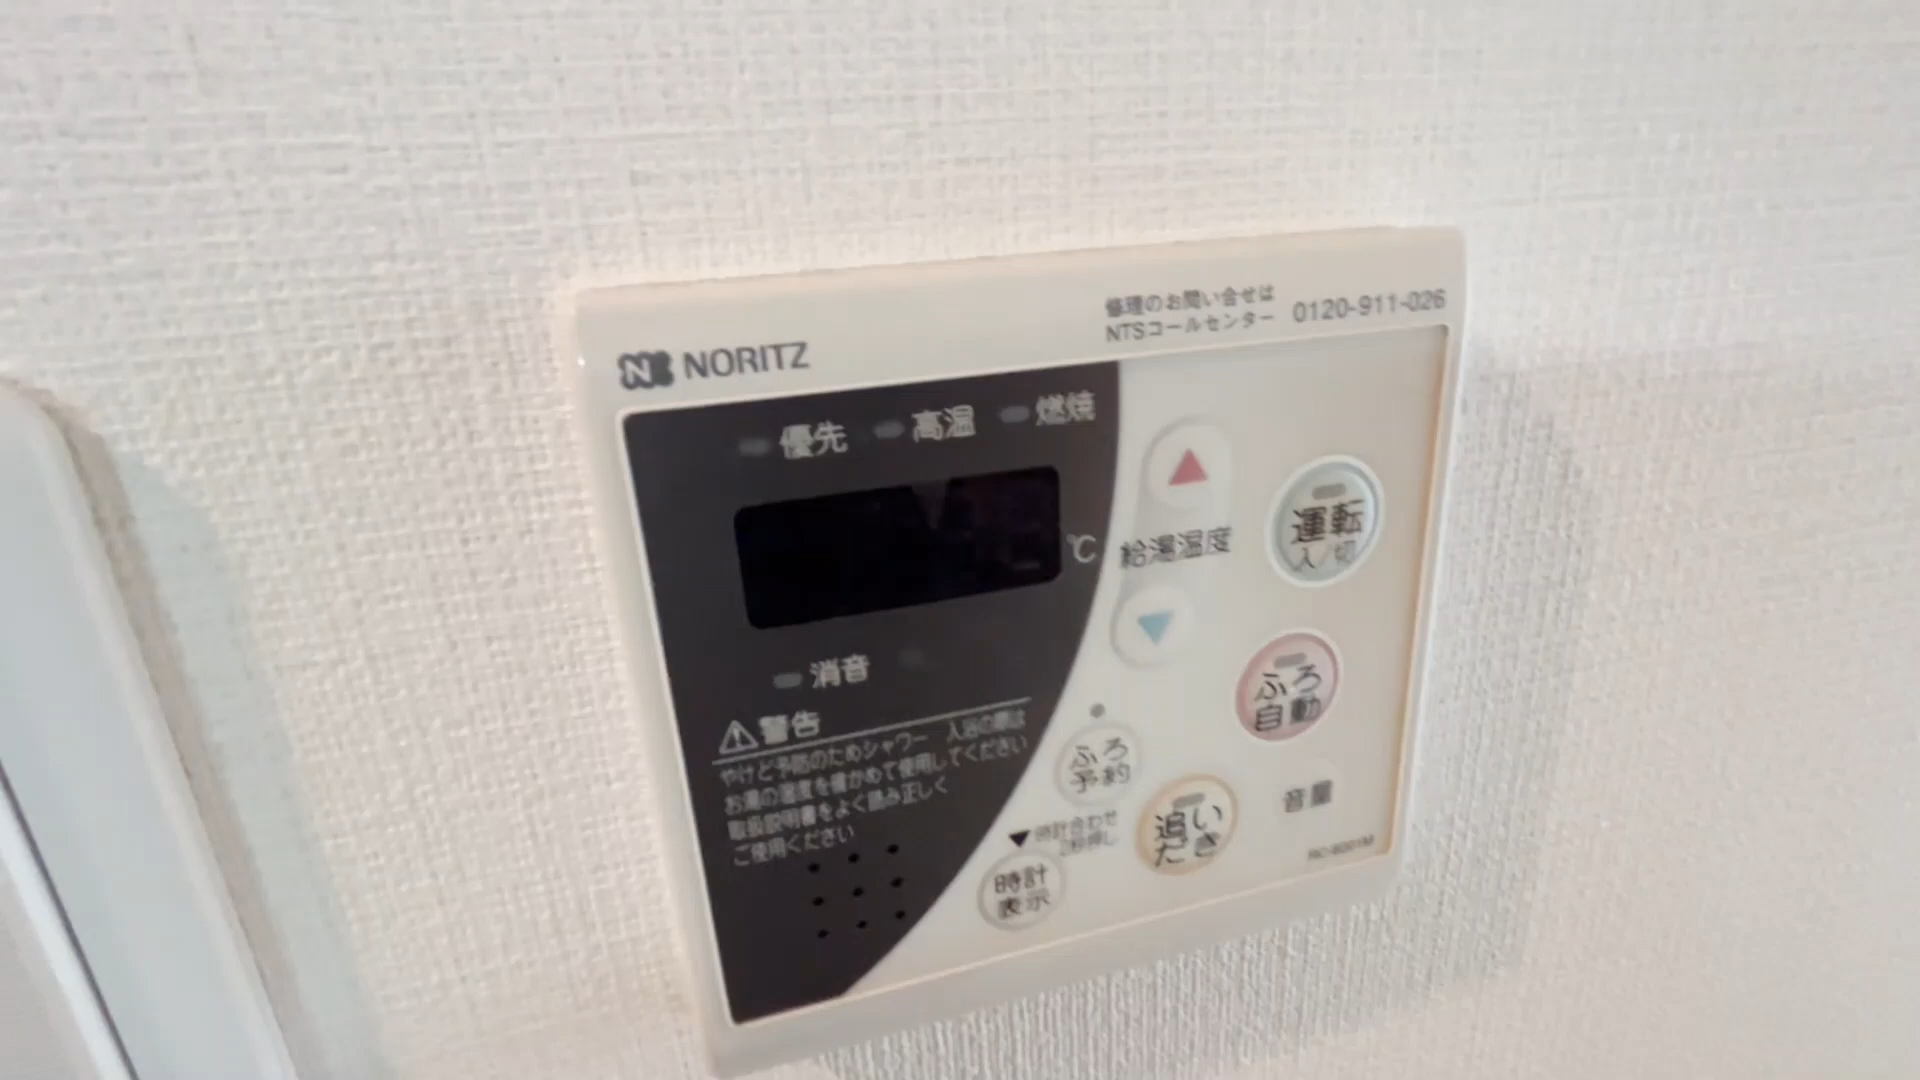 修理のお問い合せは
NTSコールセンター 0120-911-026
NORITZ
優先 高温 燃焼
℃
給湯温度
運転
入/切
消音
ふろ
自動
警告
やけど予防のためシャワー 入浴の際は
お湯の温度を確かめて使用してください
取扱説明書をよく読み正しく
ご使用ください
ふろ
予約
音量
追い
だき
▼時計合わせ
2秒押し
時計
表示